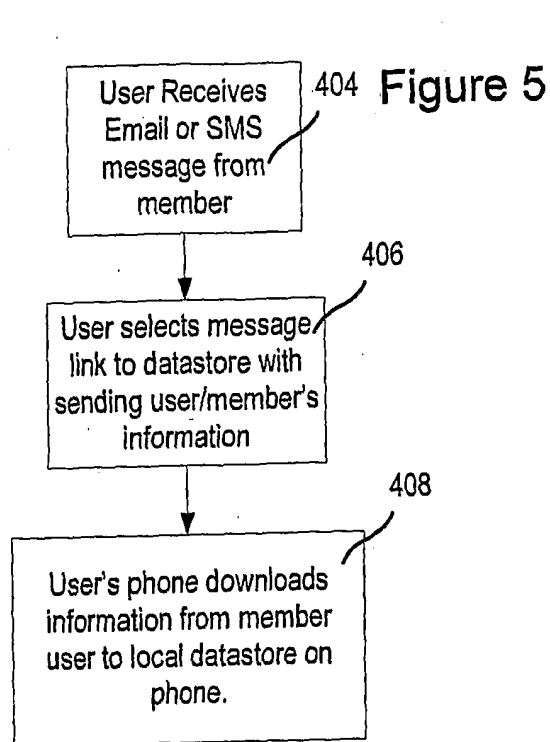 Figure 5
404
User Receives
Email or SMS
message from
member
406
User selects message
link to datastore with
sending user/member's
information
408
User's phone downloads
information from member
user to local datastore on
phone.